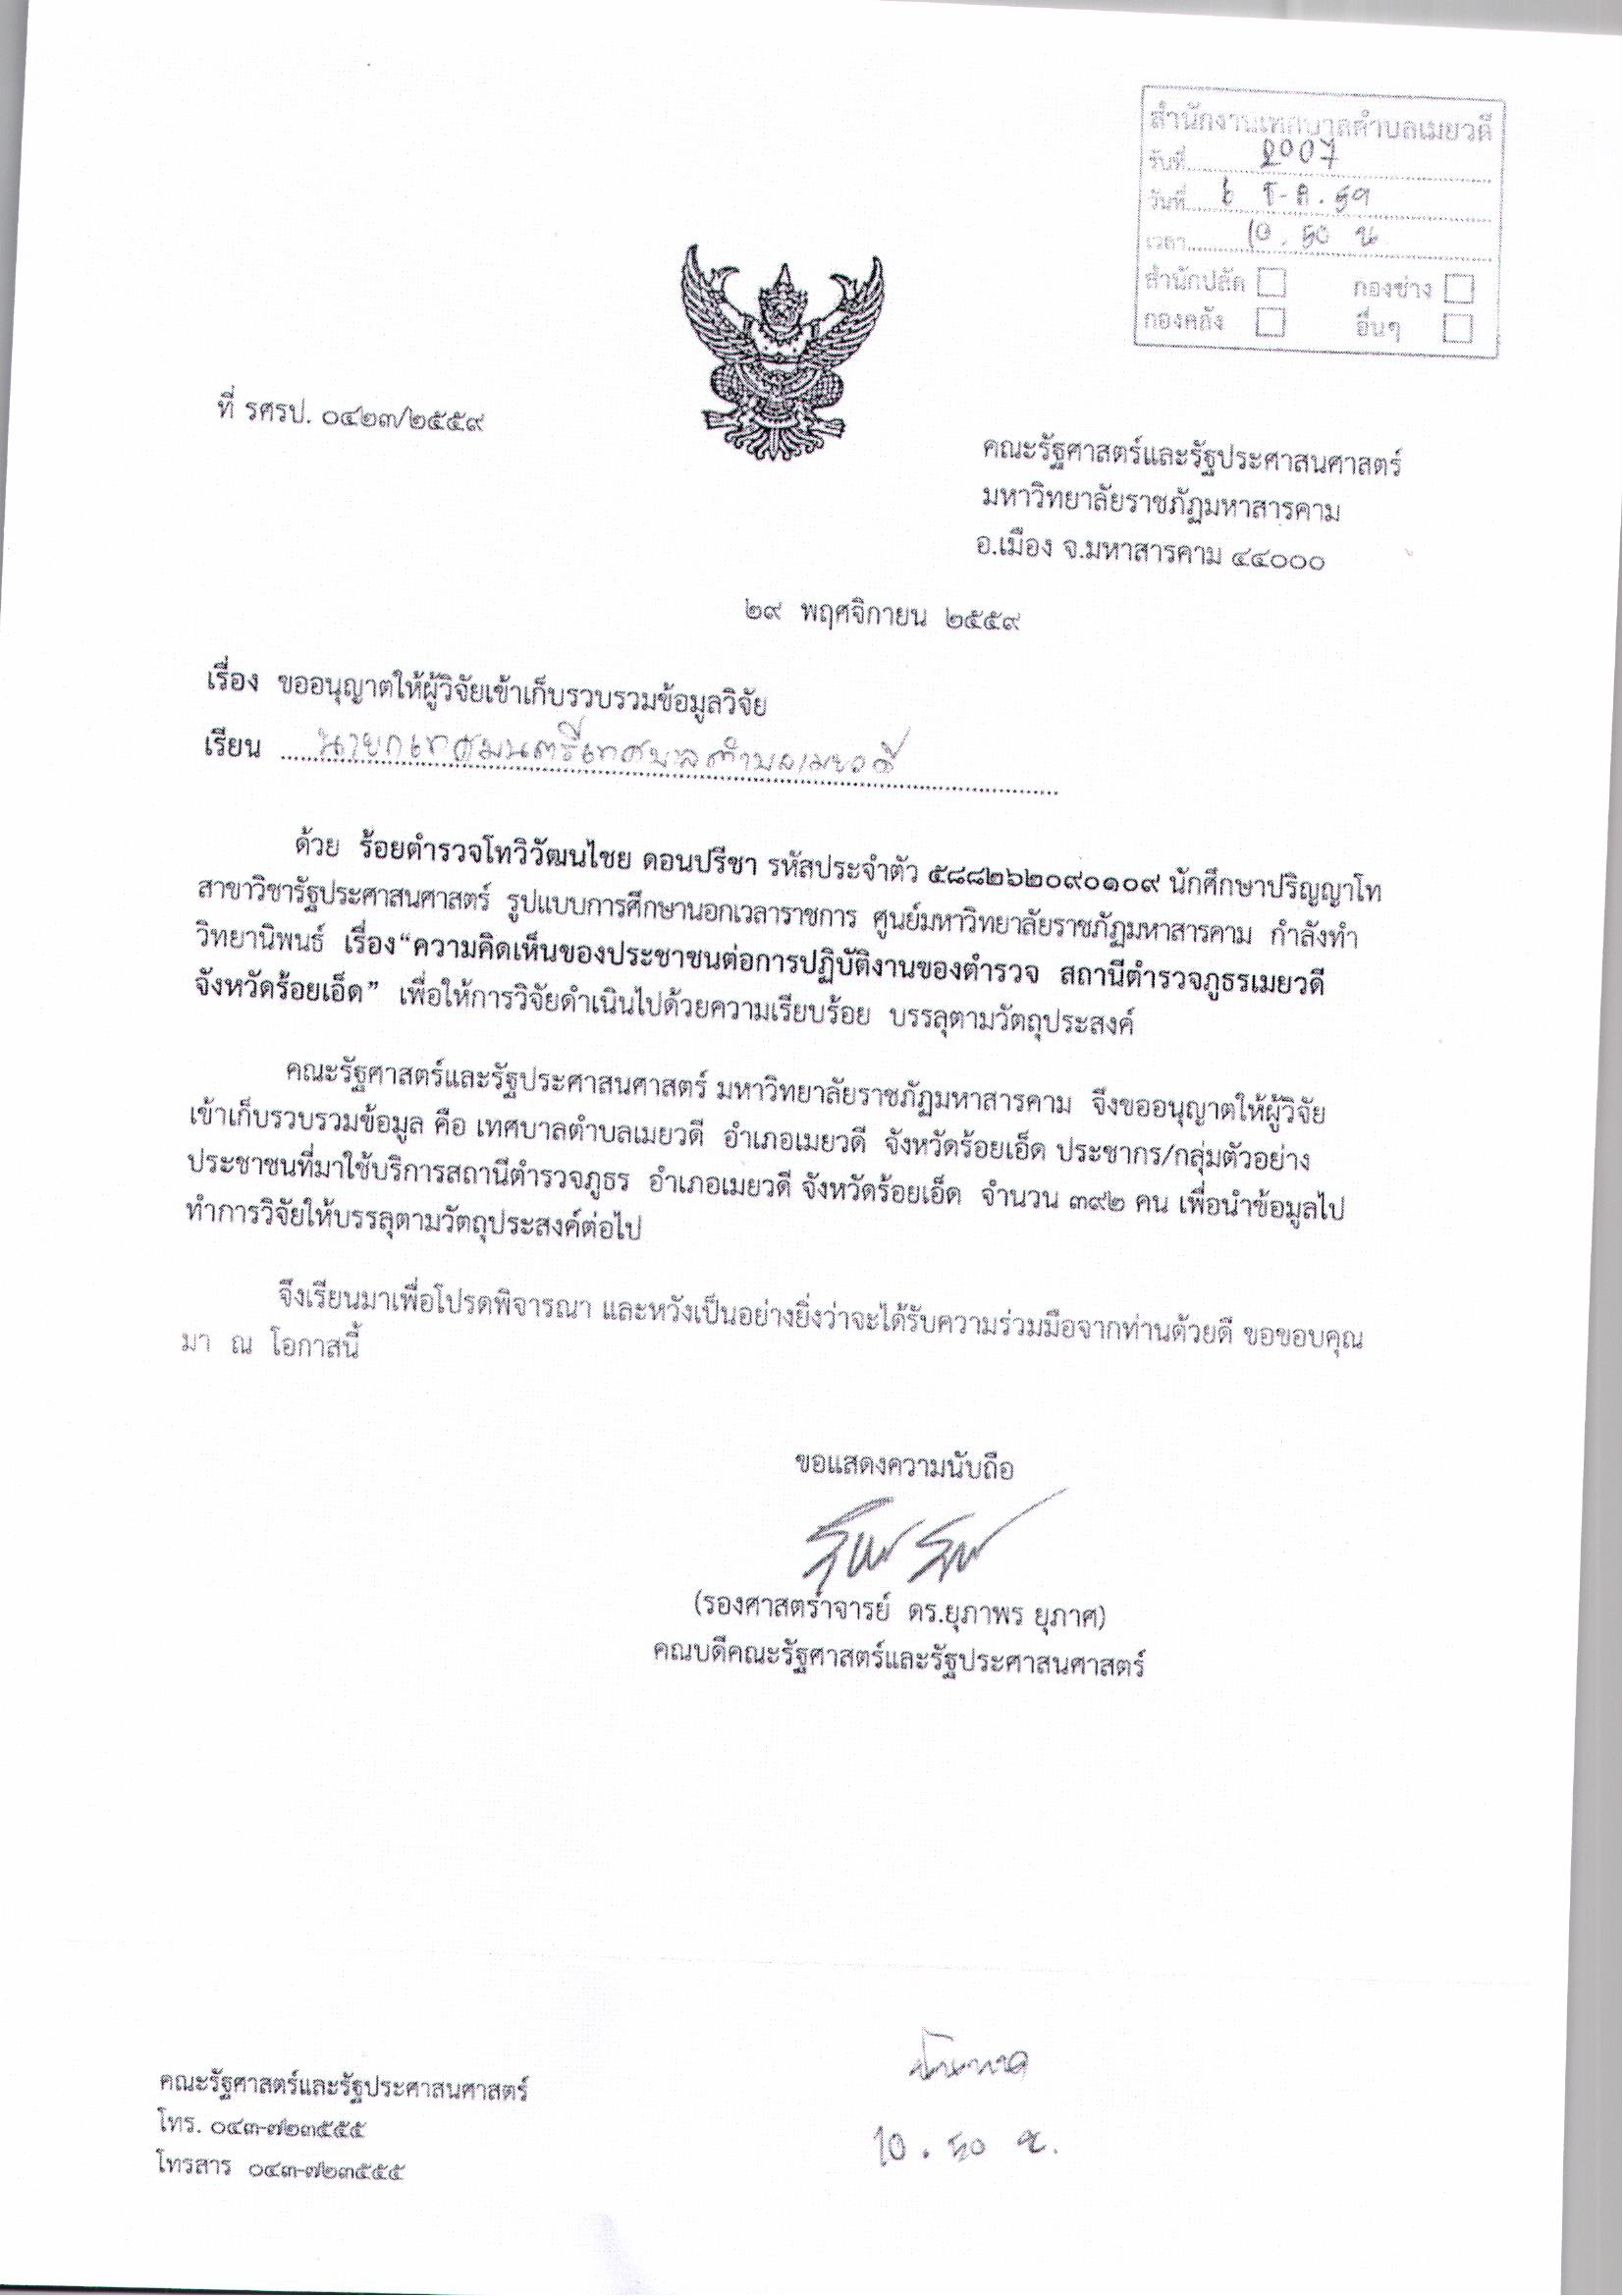 สำนักงานเทศบาลตำบลเมยวดี
รับที่ 2007
วันที่ 6 ธ.ค. 59
เวลา 10.50 น.
สำนักปลัด กองช่าง
กองคลัง อื่นๆ
ที่ รศรป. ๐๔๒๓/๒๕๕๙
คณะรัฐศาสตร์และรัฐประศาสนศาสตร์
มหาวิทยาลัยราชภัฏมหาสารคาม
อ.เมือง จ.มหาสารคาม ๔๔๐๐๐
๒๙ พฤศจิกายน ๒๕๕๙
เรื่อง ขออนุญาตให้ผู้วิจัยเข้าเก็บรวบรวมข้อมูลวิจัย
เรียน นายกเทศมนตรีเทศบาลตำบลเมยวดี
ด้วย ร้อยตำรวจโทวิวัฒนไชย ดอนปรีชา รหัสประจำตัว ๕๘๘๒๖๒๐๙๐๑๐๙ นักศึกษาปริญญาโท
สาขาวิชารัฐประศาสนศาสตร์ รูปแบบการศึกษานอกเวลาราชการ ศูนย์มหาวิทยาลัยราชภัฏมหาสารคาม กำลังทำ
วิทยานิพนธ์ เรื่อง“ความคิดเห็นของประชาชนต่อการปฏิบัติงานของตำรวจ สถานีตำรวจภูธรเมยวดี
จังหวัดร้อยเอ็ด” เพื่อให้การวิจัยดำเนินไปด้วยความเรียบร้อย บรรลุตามวัตถุประสงค์
คณะรัฐศาสตร์และรัฐประศาสนศาสตร์ มหาวิทยาลัยราชภัฏมหาสารคาม จึงขออนุญาตให้ผู้วิจัย
เข้าเก็บรวบรวมข้อมูล คือ เทศบาลตำบลเมยวดี อำเภอเมยวดี จังหวัดร้อยเอ็ด ประชากร/กลุ่มตัวอย่าง
ประชาชนที่มาใช้บริการสถานีตำรวจภูธร อำเภอเมยวดี จังหวัดร้อยเอ็ด จำนวน ๓๙๒ คน เพื่อนำข้อมูลไป
ทำการวิจัยให้บรรลุตามวัตถุประสงค์ต่อไป
จึงเรียนมาเพื่อโปรดพิจารณา และหวังเป็นอย่างยิ่งว่าจะได้รับความร่วมมือจากท่านด้วยดี ขอขอบคุณ
มา ณ โอกาสนี้
ขอแสดงความนับถือ
(รองศาสตราจารย์ ดร.ยุภาพร ยุภาศ)
คณบดีคณะรัฐศาสตร์และรัฐประศาสนศาสตร์
คณะรัฐศาสตร์และรัฐประศาสนศาสตร์
โทร. ๐๔๓-๗๒๓๕๕๕
โทรสาร ๐๔๓-๗๒๓๕๕๕
10.50 น.